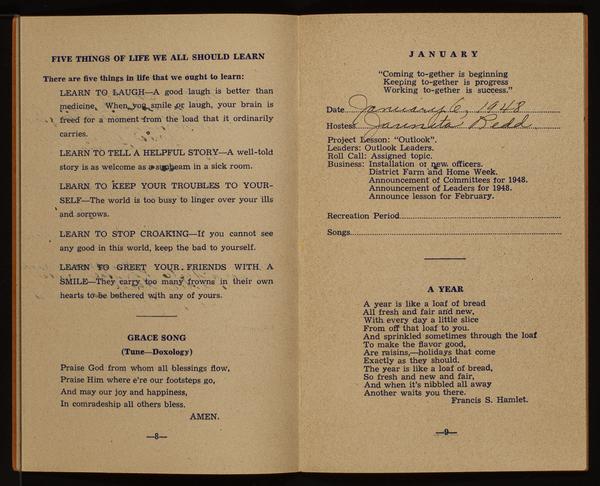 FIVE THINGS OF LIFE WE ALL SHOULD LEARN
There are five things in life that we ought to learn:
LEARN TO LAUGH—A good laugh is better than
medicine. When you smile or laugh, your brain is
freed for a moment from the load that it ordinarily
carries.
LEARN TO TELL A HELPFUL STORY—A well-told
story is as welcome as a sunbeam in a sick room.
LEARN TO KEEP YOUR TROUBLES TO YOUR-
SELF—The world is too busy to linger over your ills
and sorrows.
LEARN TO STOP CROAKING—If you cannot see
any good in this world, keep the bad to yourself.
LEARN TO GREET YOUR FRIENDS WITH A
SMILE—They carry too many frowns in their own
hearts to be bothered with any of yours.
GRACE SONG
(Tune—Doxology)
Praise God from whom all blessings flow,
Praise Him where e're our footsteps go,
And may our joy and happiness,
In comradeship all others bless.
AMEN.
—8—
JANUARY
"Coming to-gether is beginning
Keeping to-gether is progress
Working to-gether is success."
Date January 6, 1948
Hostess Juanita Redd
Project Lesson: "Outlook".
Leaders: Outlook Leaders.
Roll Call: Assigned topic.
Business: Installation of new officers.
District Farm and Home Week.
Announcement of Committees for 1948.
Announcement of Leaders for 1948.
Announce lesson for February.
Recreation Period
Songs
A YEAR
A year is like a loaf of bread
All fresh and fair and new,
With every day a little slice
From off that loaf to you.
And sprinkled sometimes through the loaf
To make the flavor good,
Are raisins,—holidays that come
Exactly as they should.
The year is like a loaf of bread,
So fresh and new and fair,
And when it's nibbled all away
Another waits you there.
Francis S. Hamlet.
—9—